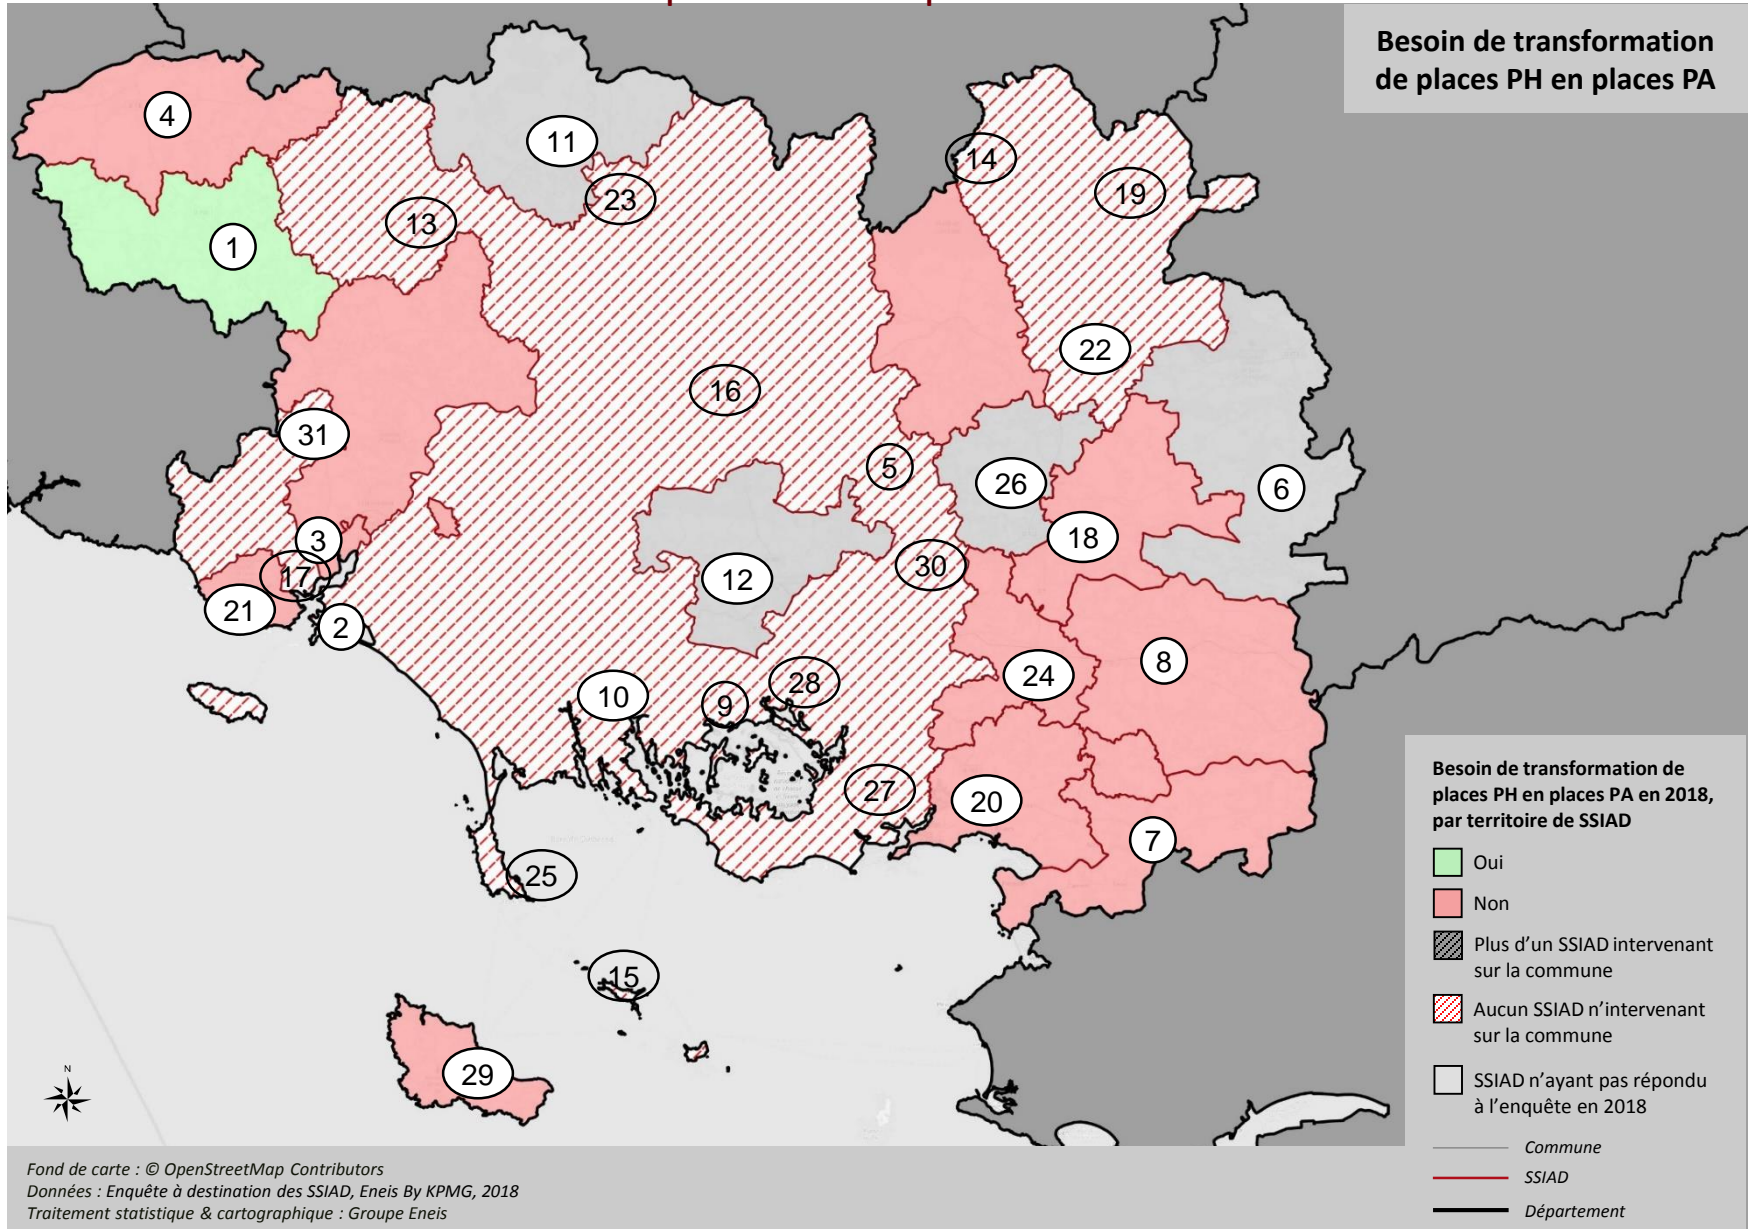 Besoin de transformation
de places PH en places PA
4
11
14
19
23
13
1
22
16
31
5
26
6
3
18
30
12
17
21
2
8
24
28
10
9
27
20
7
25
15
29
N
Besoin de transformation de
places PH en places PA en 2018,
par territoire de SSIAD
Oui
Non
Plus d'un SSIAD intervenant
sur la commune
Aucun SSIAD n'intervenant
sur la commune
SSIAD n'ayant pas répondu
à l'enquête en 2018
Commune
SSIAD
Département
Fond de carte : © OpenStreetMap Contributors
Données : Enquête à destination des SSIAD, Eneis By KPMG, 2018
Traitement statistique & cartographique : Groupe Eneis